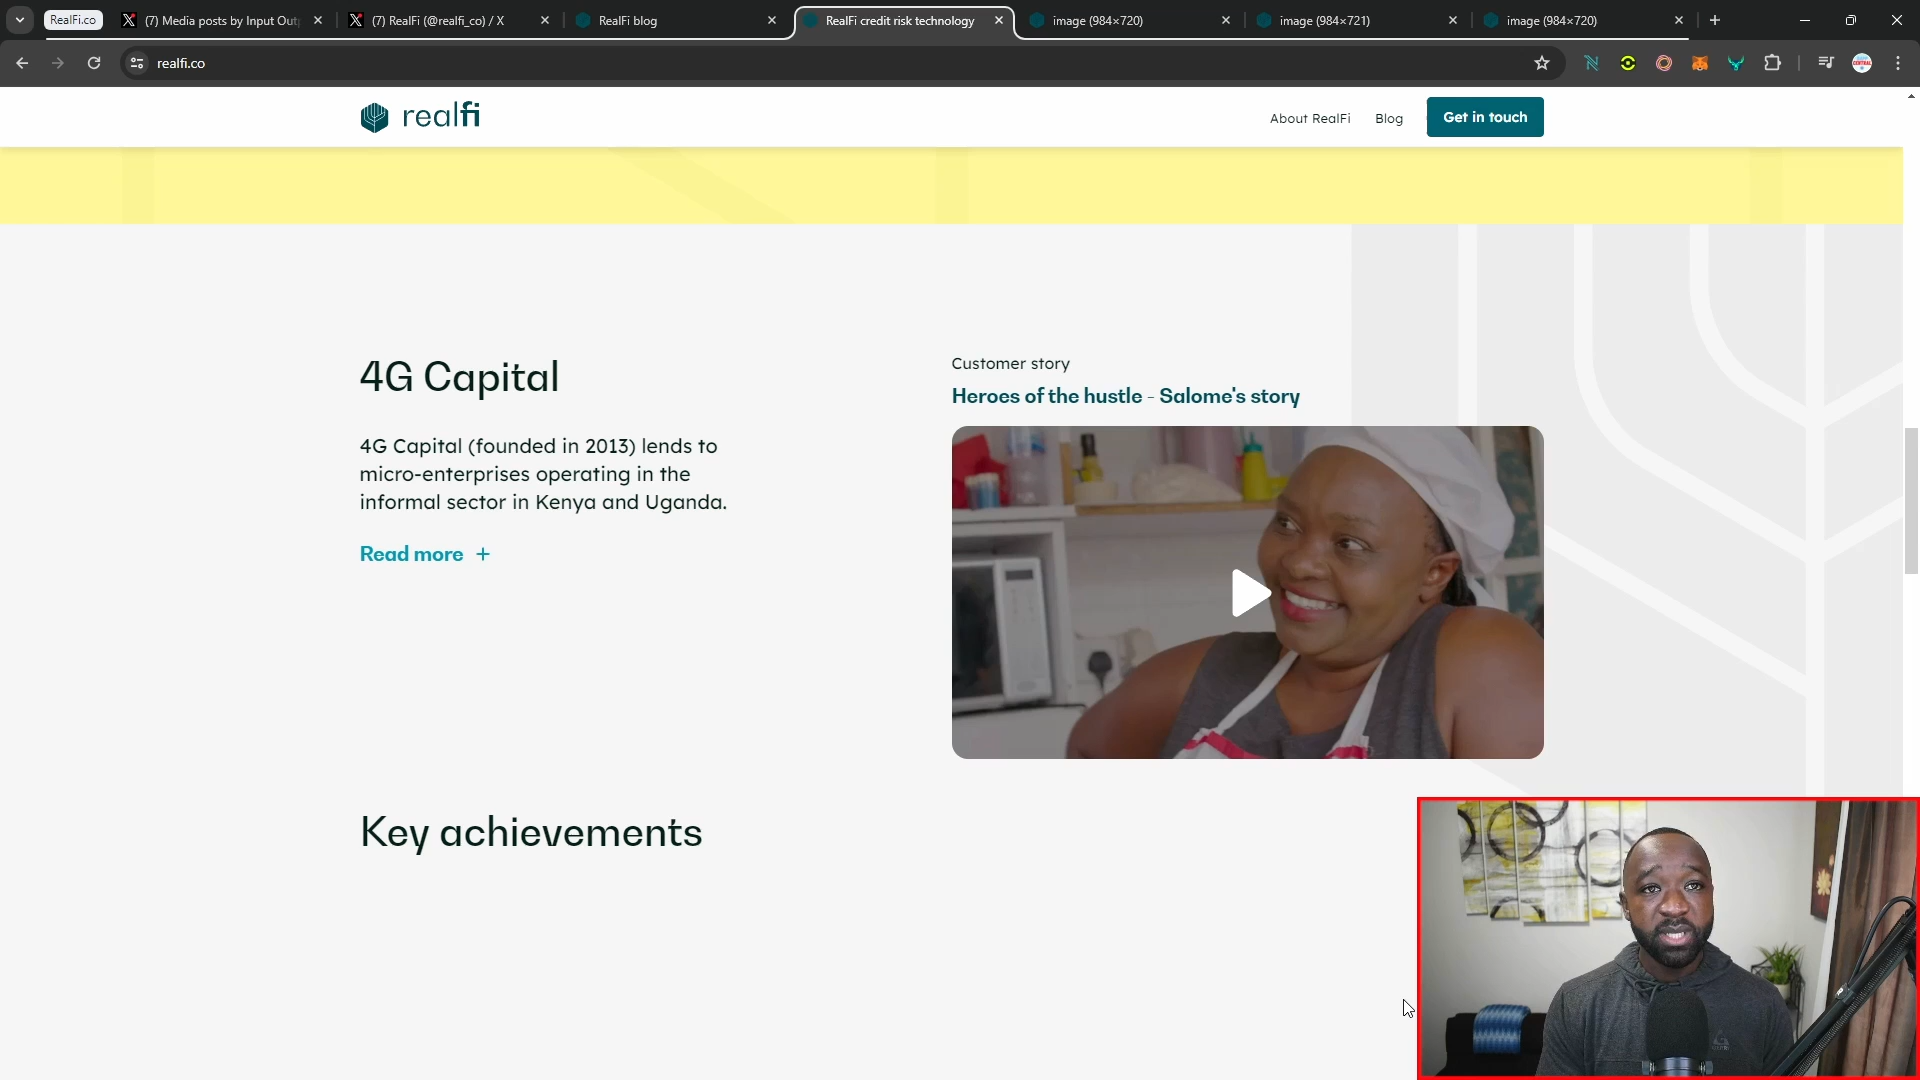 RealFi.co
(7) Media posts by Input Outp
(7) RealFi (@realfi_co) / X
RealFi blog
RealFi credit risk technology
image (984×720)
image (984×721)
image (984×720)
realfi.co
realfi
About RealFi
Blog
Get in touch
4G Capital
4G Capital (founded in 2013) lends to
micro-enterprises operating in the
informal sector in Kenya and Uganda.
Read more +
Customer story
Heroes of the hustle - Salome's story
Key achievements